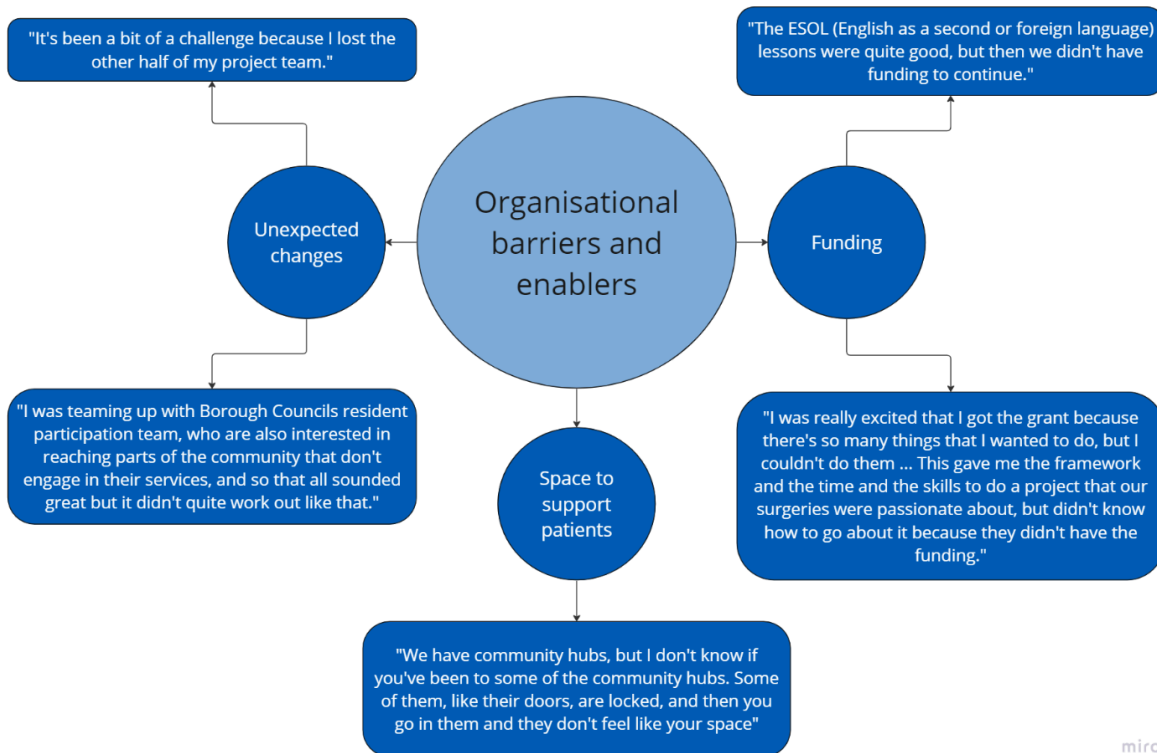 "It's been a bit of a challenge because I lost the
other half of my project team."
"The ESOL (English as a second or foreign language)
lessons were quite good, but then we didn't have
funding to continue."
Organisational
barriers and
enablers
Unexpected
changes
Funding
"I was teaming up with Borough Councils resident
participation team, who are also interested in
reaching parts of the community that don't
engage in their services, and so that all sounded
great but it didn't quite work out like that."
Space to
support
patients
"I was really excited that I got the grant because
there's so many things that I wanted to do, but I
couldn't do them ... This gave me the framework
and the time and the skills to do a project that our
surgeries were passionate about, but didn't know
how to go about it because they didn't have the
funding."
"We have community hubs, but I don't know if
you've been to some of the community hubs. Some
of them, like their doors, are locked, and then you
go in them and they don't feel like your space"
miro